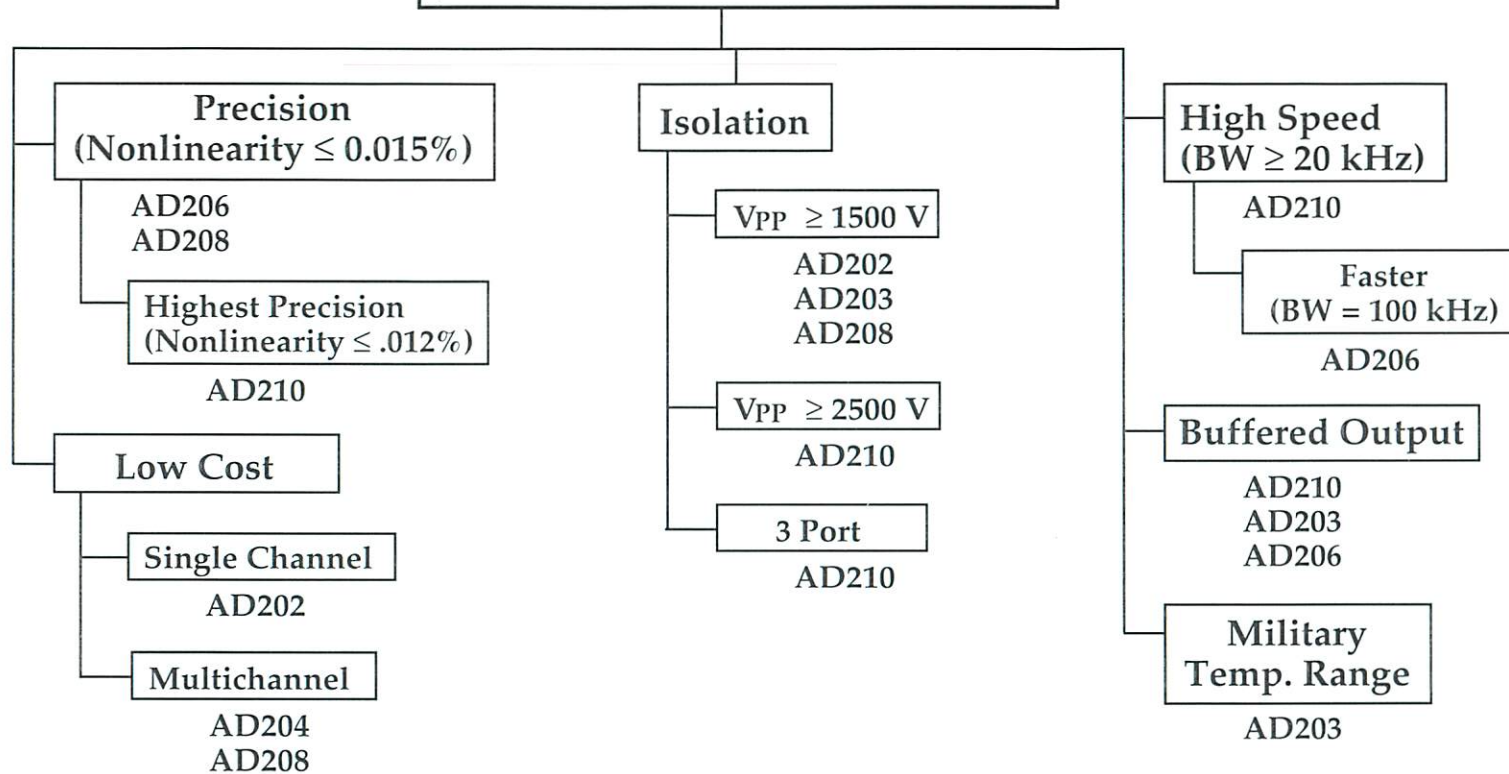 Precision
(Nonlinearity ≤ 0.015%)
AD206
AD208
Highest Precision
(Nonlinearity ≤ .012%)
AD210
Low Cost
Single Channel
AD202
Multichannel
AD204
AD208
Isolation
VPP ≥ 1500 V
AD202
AD203
AD208
VPP ≥ 2500 V
AD210
3 Port
AD210
High Speed
(BW ≥ 20 kHz)
AD210
Faster
(BW = 100 kHz)
AD206
Buffered Output
AD210
AD203
AD206
Military
Temp. Range
AD203